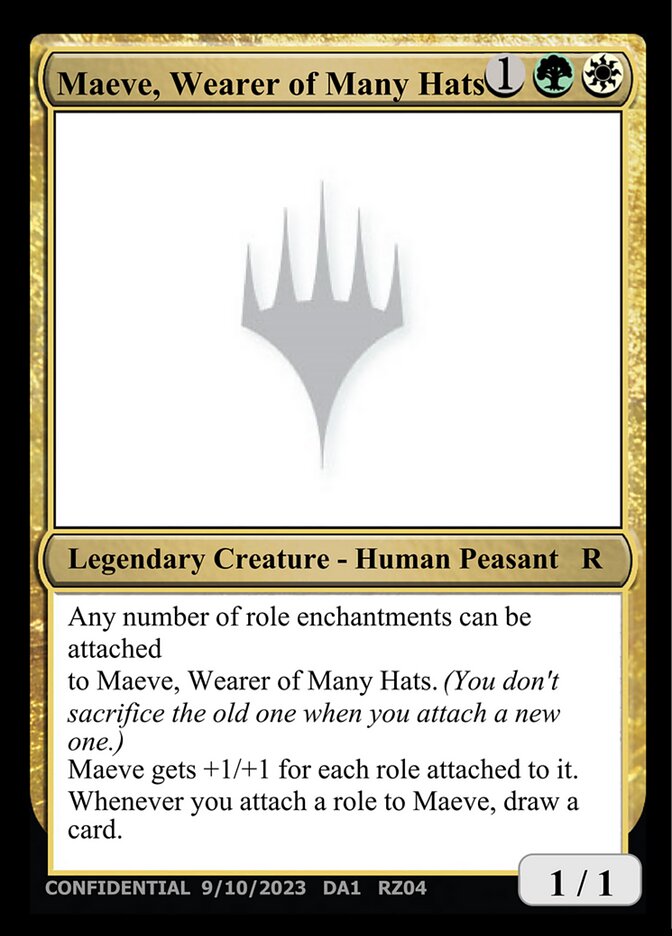 Maeve, Wearer of Many Hats 1
Legendary Creature - Human Peasant R
Any number of role enchantments can be
attached
to Maeve, Wearer of Many Hats. (You don't
sacrifice the old one when you attach a new
one.)
Maeve gets +1/+1 for each role attached to it.
Whenever you attach a role to Maeve, draw a
card.
1 / 1
CONFIDENTIAL 9/10/2023 DA1 RZ04